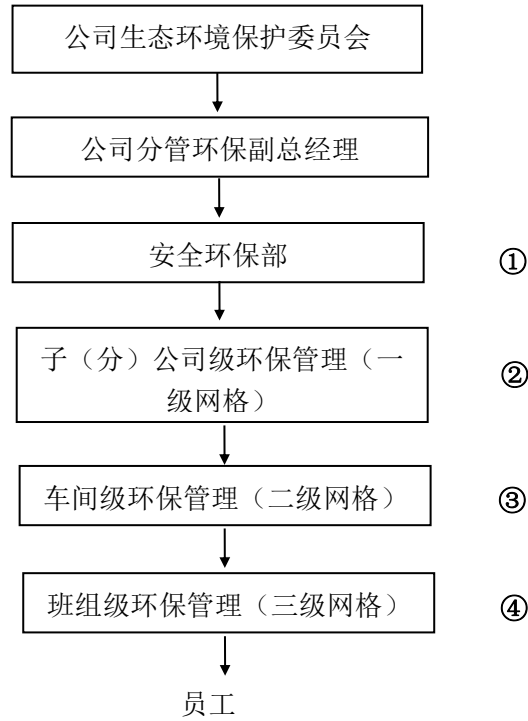 公司生态环境保护委员会
公司分管环保副总经理
安全环保部 ①
子（分）公司级环保管理（一
级网格） ②
车间级环保管理（二级网格） ③
班组级环保管理（三级网格） ④
员工